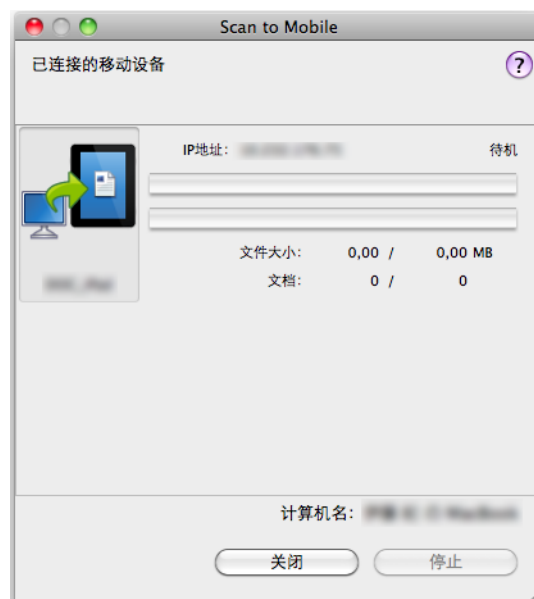 Scan to Mobile
已连接的移动设备
?
IP地址:
待机
文件大小: 0,00 / 0,00 MB
文档: 0 / 0
计算机名:
关闭
停止